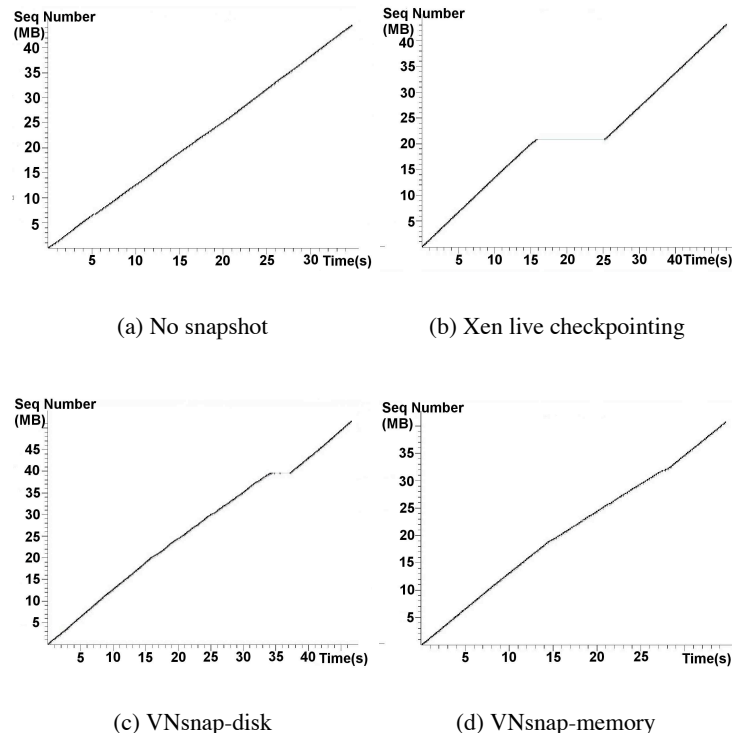 Seq Number
(MB)
40
35
30
25
20
15
10
5
5 10 15 20 25 30 Time(s)
(a) No snapshot
Seq Number
(MB)
40
35
30
25
20
15
10
5
5 10 15 20 25 30 35 40 Time(s)
(b) Xen live checkpointing
Seq Number
(MB)
45
40
35
30
25
20
15
10
5
5 10 15 20 25 30 35 40 Time(s)
(c) VNsnap-disk
Seq Number
(MB)
35
30
25
20
15
10
5
5 10 15 20 25 Time(s)
(d) VNsnap-memory